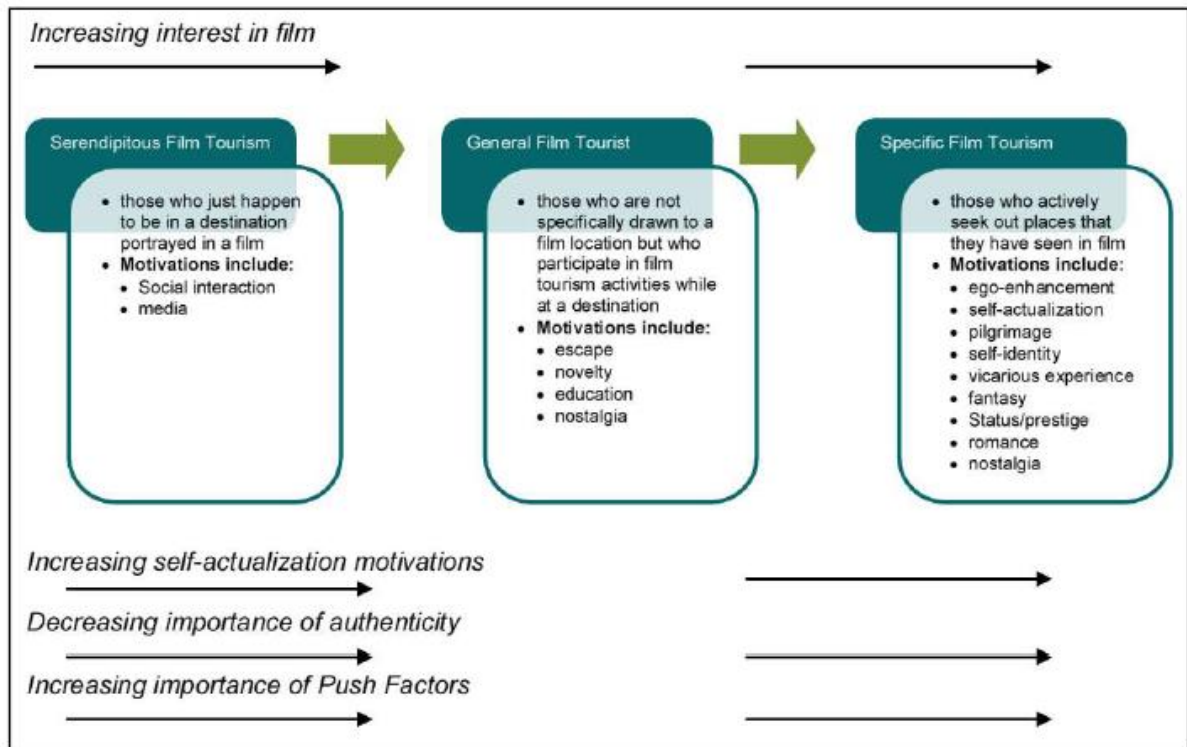 Increasing interest in film
Serendipitous Film Tourism
• those who just happen
to be in a destination
portrayed in a film
• Motivations include:
• Social interaction
• media
General Film Tourist
• those who are not
specifically drawn to a
film location but who
participate in film
tourism activities while
at a destination
• Motivations include:
• escape
• novelty
• education
• nostalgia
Specific Film Tourism
• those who actively
seek out places that
they have seen in film
• Motivations include:
• ego-enhancement
• self-actualization
• pilgrimage
• self-identity
• vicarious experience
• fantasy
• Status/prestige
• romance
• nostalgia
Increasing self-actualization motivations
Decreasing importance of authenticity
Increasing importance of Push Factors